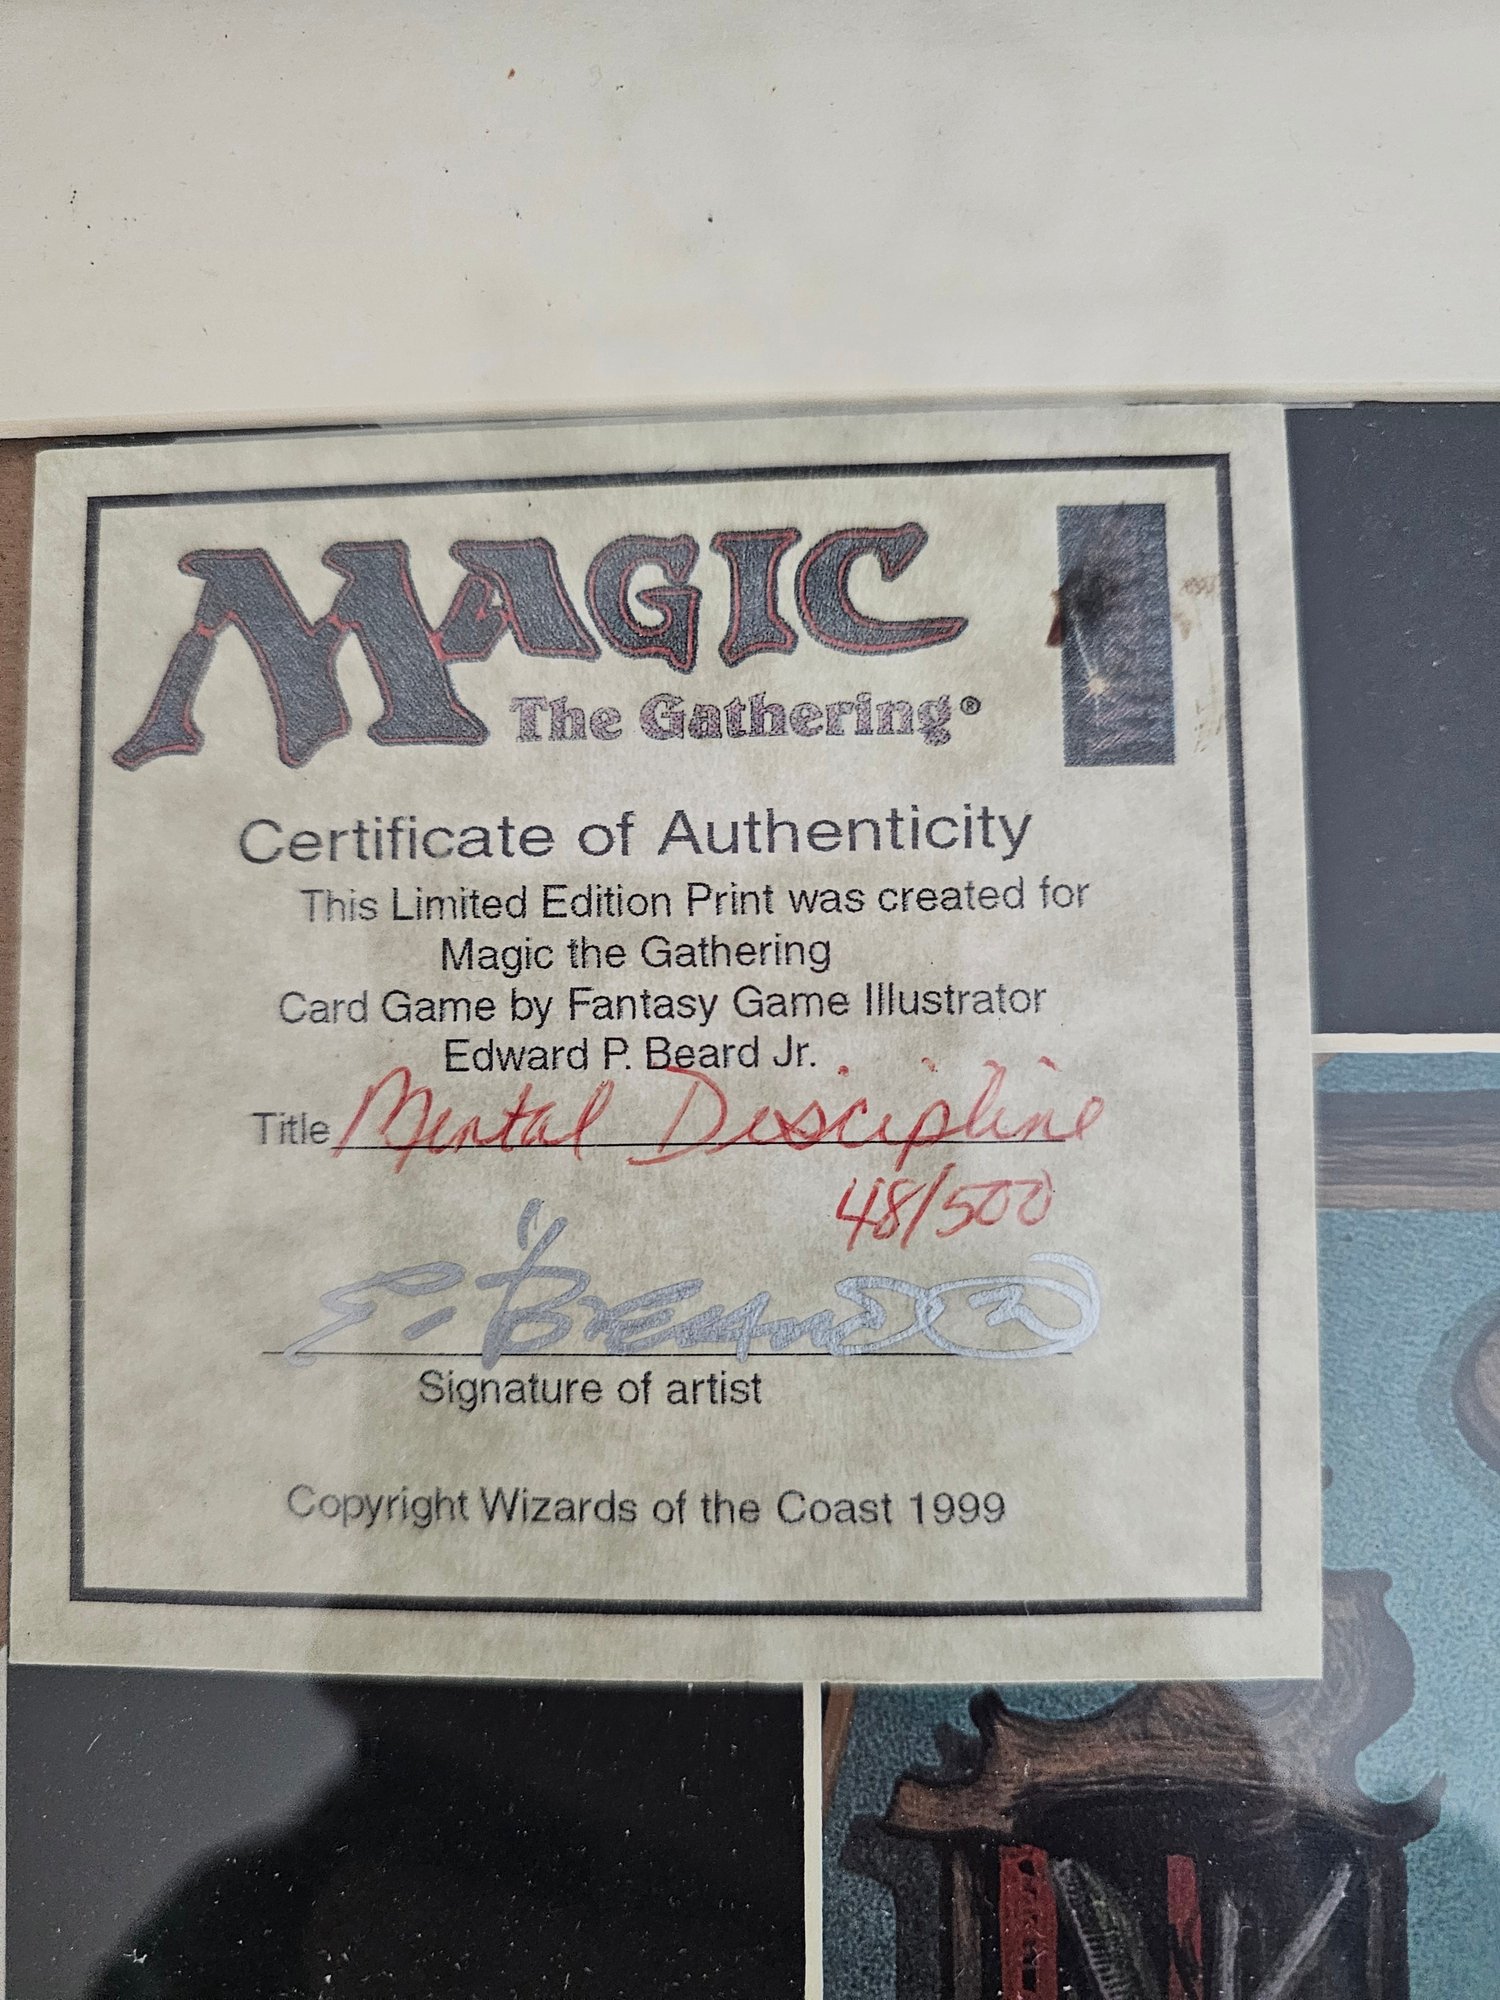 MAGIC
The Gathering®
Certificate of Authenticity
This Limited Edition Print was created for
Magic the Gathering
Card Game by Fantasy Game Illustrator
Edward P. Beard Jr.
Title Mental Discipline
48/500
E. Beard Jr
Signature of artist
Copyright Wizards of the Coast 1999